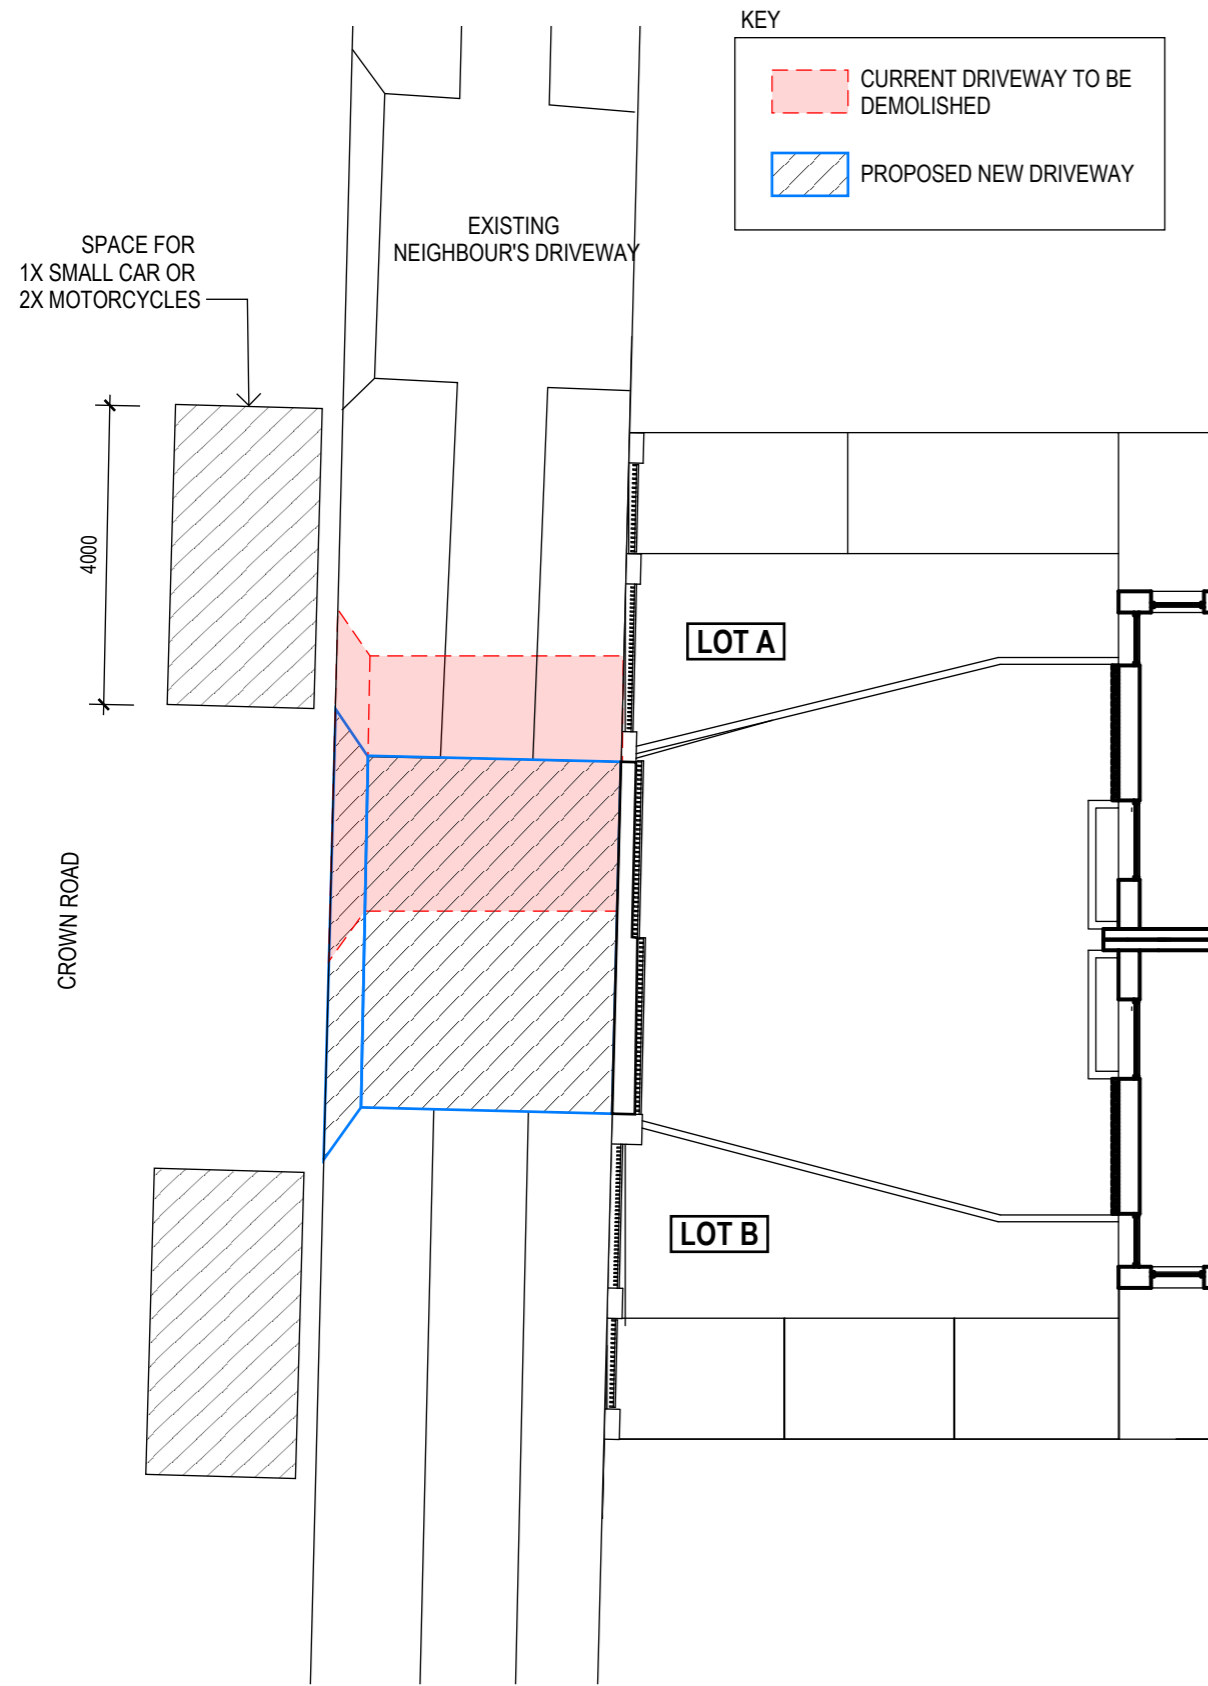 KEY
CURRENT DRIVEWAY TO BE
DEMOLISHED
PROPOSED NEW DRIVEWAY
EXISTING
NEIGHBOUR'S DRIVEWAY
SPACE FOR
1X SMALL CAR OR
2X MOTORCYCLES
4000
LOT A
CROWN ROAD
LOT B